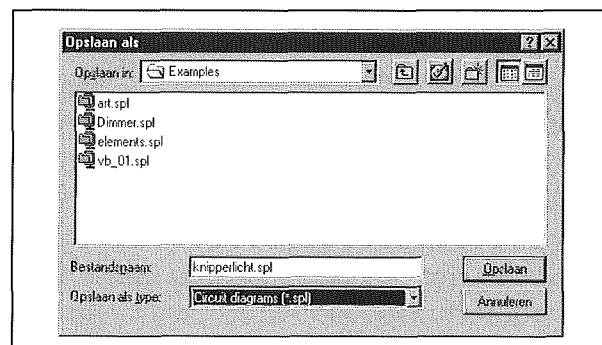 Opslaan als
Opslaan in: Examples
art.spl
Dimmer.spl
elements.spl
vb_01.spl
Bestandsnaam: knipperlicht.spl Opslaan
Opslaan als type: Circuit diagrams (*.spl) Annuleren